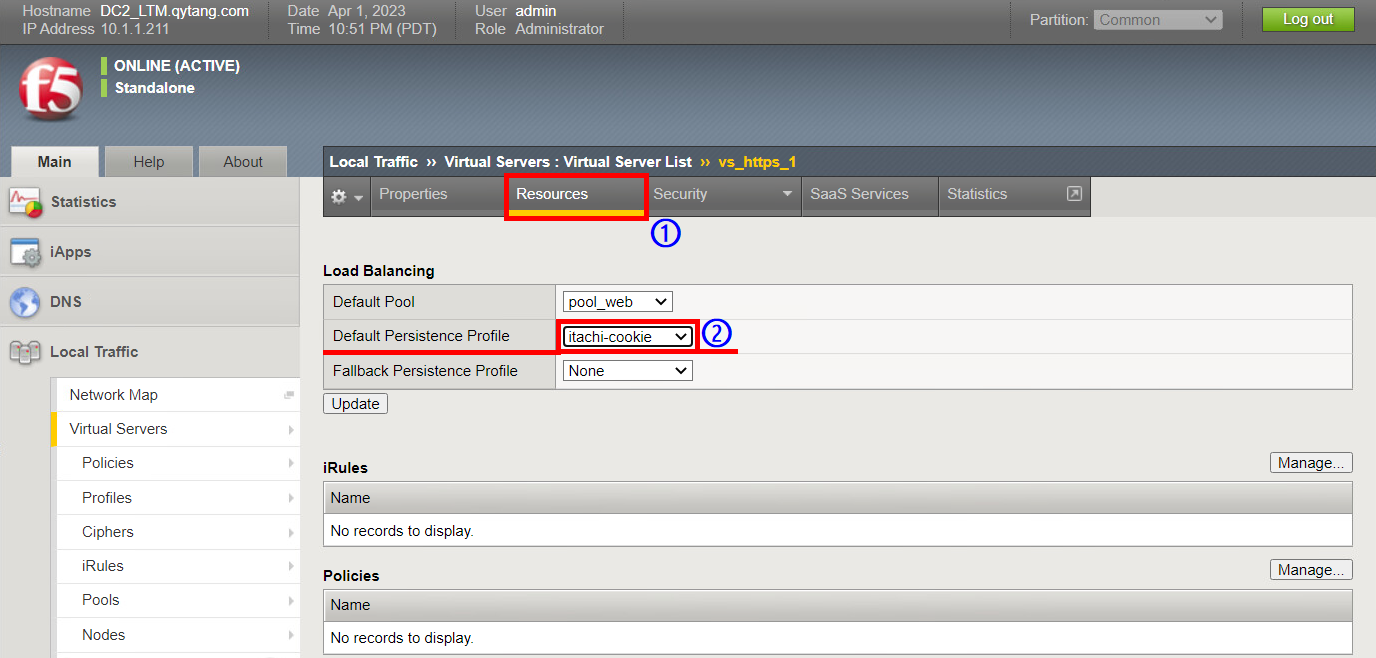 Hostname DC2_LTM.qytang.com Date Apr 1, 2023 User admin
IP Address 10.1.1.211 Time 10:51 PM (PDT) Role Administrator
Partition: Common Log out
f5
ONLINE (ACTIVE)
Standalone
Main Help About
Local Traffic ›› Virtual Servers : Virtual Server List ›› vs_https_1
Properties Resources Security SaaS Services Statistics
①
Statistics
iApps
DNS
Local Traffic
Network Map
Virtual Servers
Policies
Profiles
Ciphers
iRules
Pools
Nodes
Load Balancing
Default Pool pool_web
Default Persistence Profile itachi-cookie ②
Fallback Persistence Profile None
Update
iRules Manage...
Name
No records to display.
Policies Manage...
Name
No records to display.